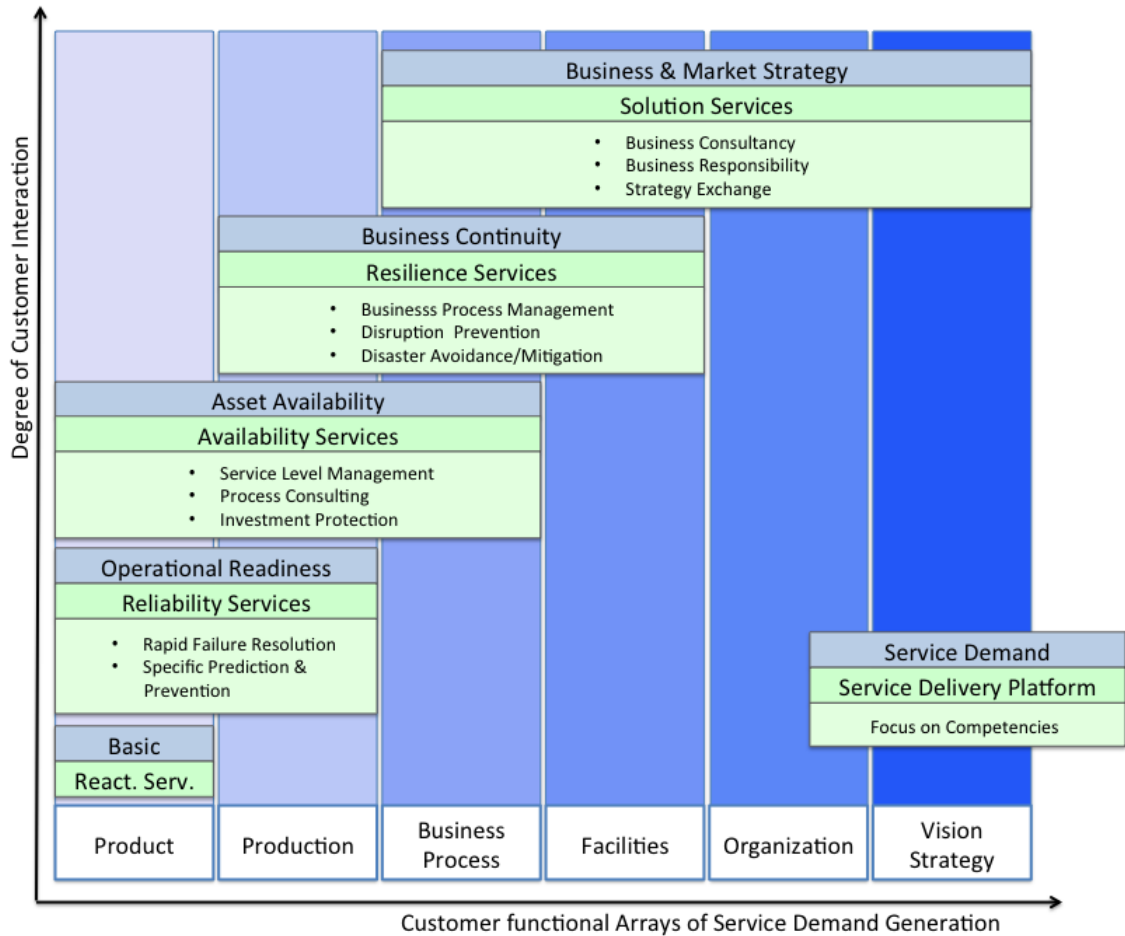 Degree of Customer Interaction
Business & Market Strategy
Solution Services
• Business Consultancy
• Business Responsibility
• Strategy Exchange
Business Continuity
Resilience Services
• Businesss Process Management
• Disruption Prevention
• Disaster Avoidance/Mitigation
Asset Availability
Availability Services
• Service Level Management
• Process Consulting
• Investment Protection
Operational Readiness
Reliability Services
• Rapid Failure Resolution
• Specific Prediction &
Prevention
Service Demand
Service Delivery Platform
Focus on Competencies
Basic
React. Serv.
Product
Production
Business
Process
Facilities
Organization
Vision
Strategy
Customer functional Arrays of Service Demand Generation